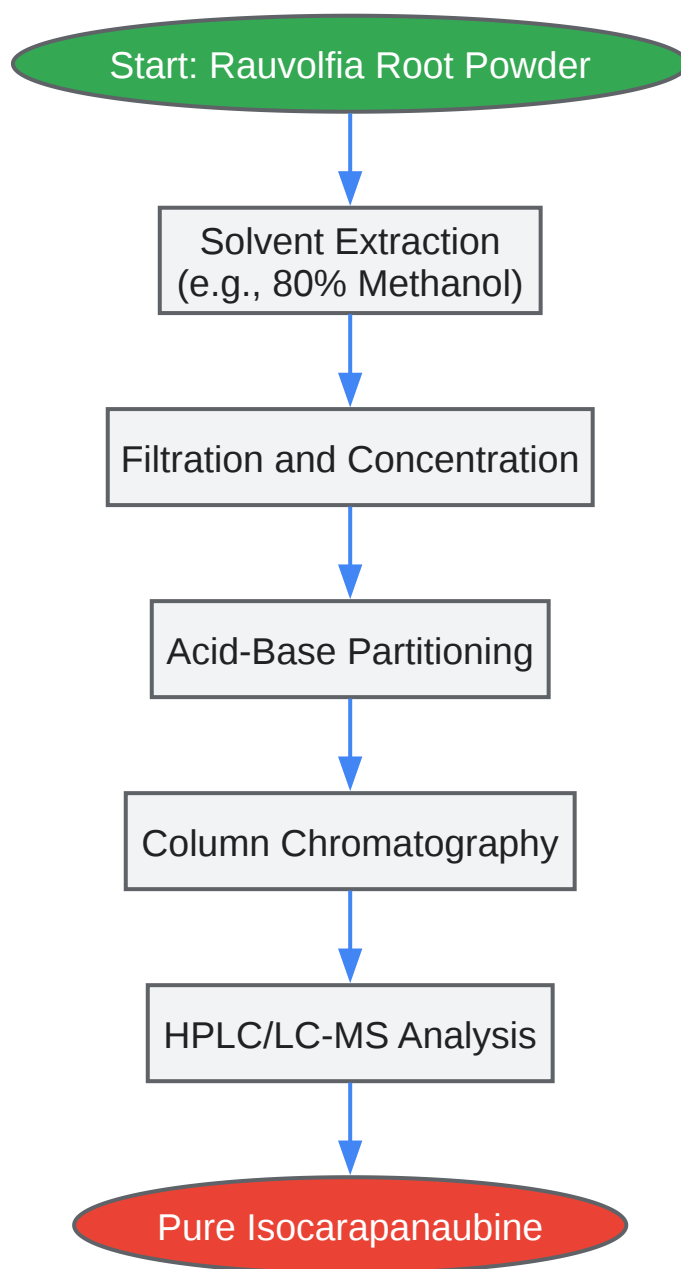 Start: Rauvolfia Root Powder
Solvent Extraction
(e.g., 80% Methanol)
Filtration and Concentration
Acid-Base Partitioning
Column Chromatography
HPLC/LC-MS Analysis
Pure Isocarapanaubine